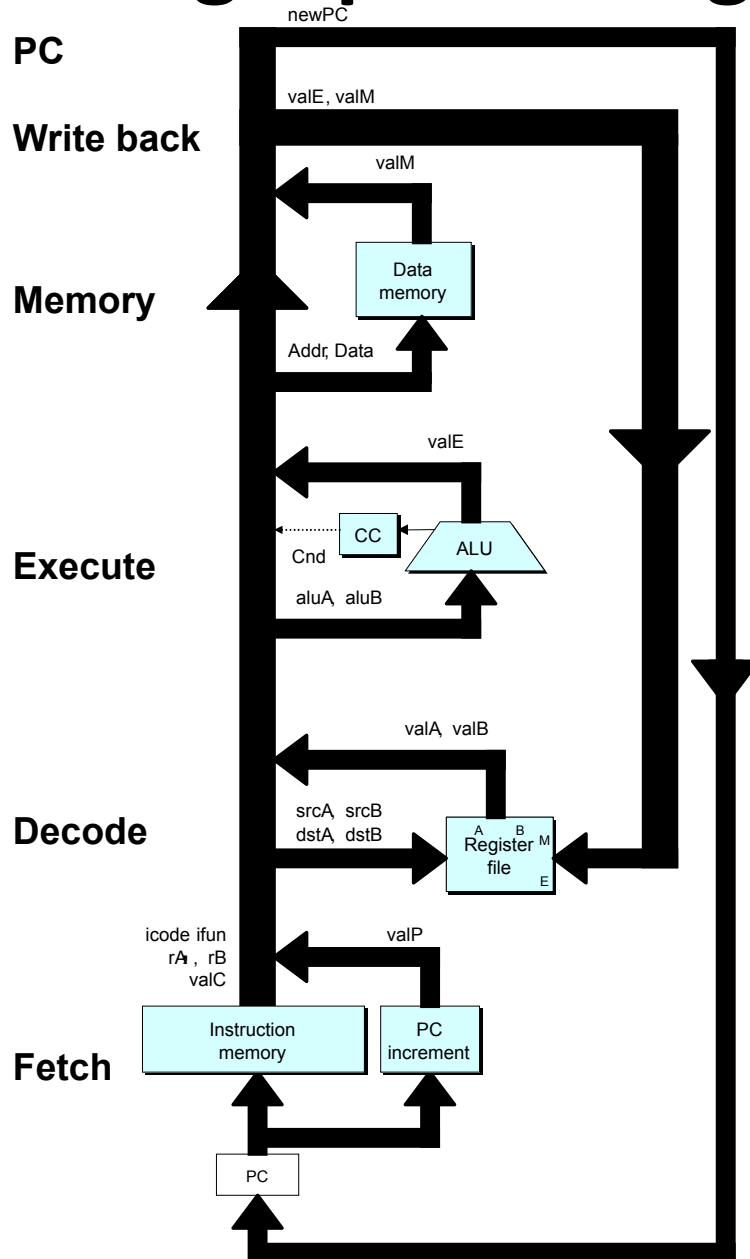 newPC
PC
valE, valM
Write back
valM
Data
memory
Memory
Addr, Data
valE
CC
ALU
Cnd
Execute
aluA, aluB
valA, valB
srcA, srcB
dstA, dstB
Decode
A B
M
Register
file
E
icode ifun
rA, rB
valC
valP
Instruction
memory
PC
increment
Fetch
PC